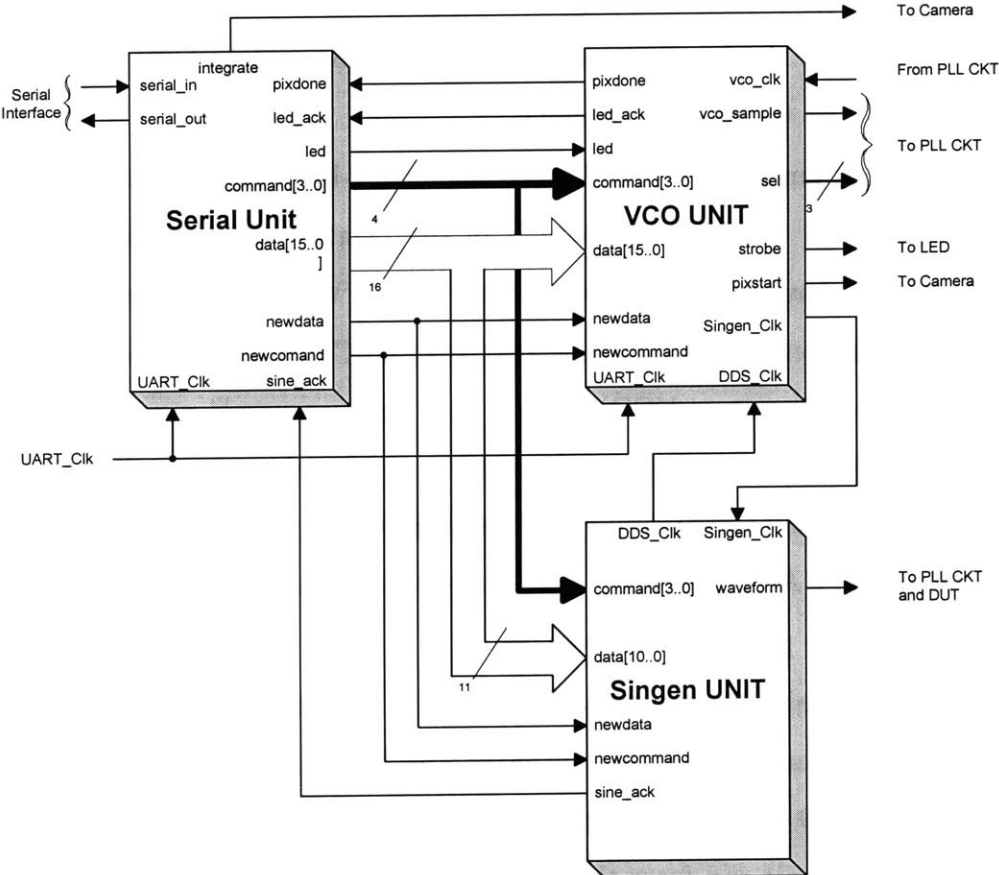 To Camera
integrate
serial_in
pixdone
pixdone
vco_clk
From PLL CKT
Serial
Interface
serial_out
led_ack
led_ack
vco_sample
To PLL CKT
led
led
command[3..0]
command[3..0]
sel
4
3
Serial Unit
VCO UNIT
data[15..0
]
data[15..0]
strobe
To LED
16
pixstart
To Camera
newdata
newdata
Singen_Clk
newcomand
newcommand
UART_Clk
sine_ack
UART_Clk
DDS_Clk
UART_Clk
DDS_Clk
Singen_Clk
command[3..0]
waveform
To PLL CKT
and DUT
data[10..0]
11
Singen UNIT
newdata
newcommand
sine_ack